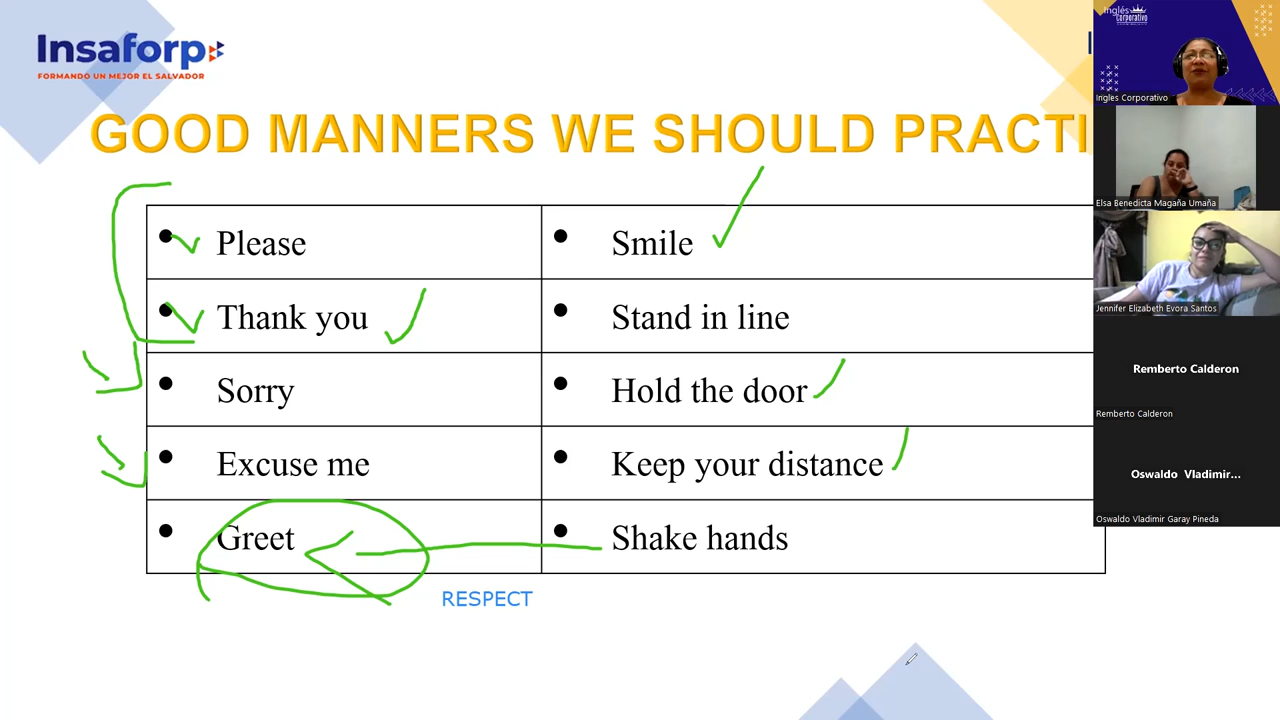 Insaforp
FORMANDO UN MEJOR EL SALVADOR
GOOD MANNERS WE SHOULD PRACTI
• Please
• Smile
• Thank you
• Stand in line
• Sorry
• Hold the door
• Excuse me
• Keep your distance
• Greet
• Shake hands
RESPECT
Inglés
Corporativo
Ingles Corporativo
Elsa Benedicta Magaña Umaña
Jennifer Elizabeth Evora Santos
Remberto Calderon
Remberto Calderon
Oswaldo Vladimir...
Oswaldo Vladimir Garay Pineda